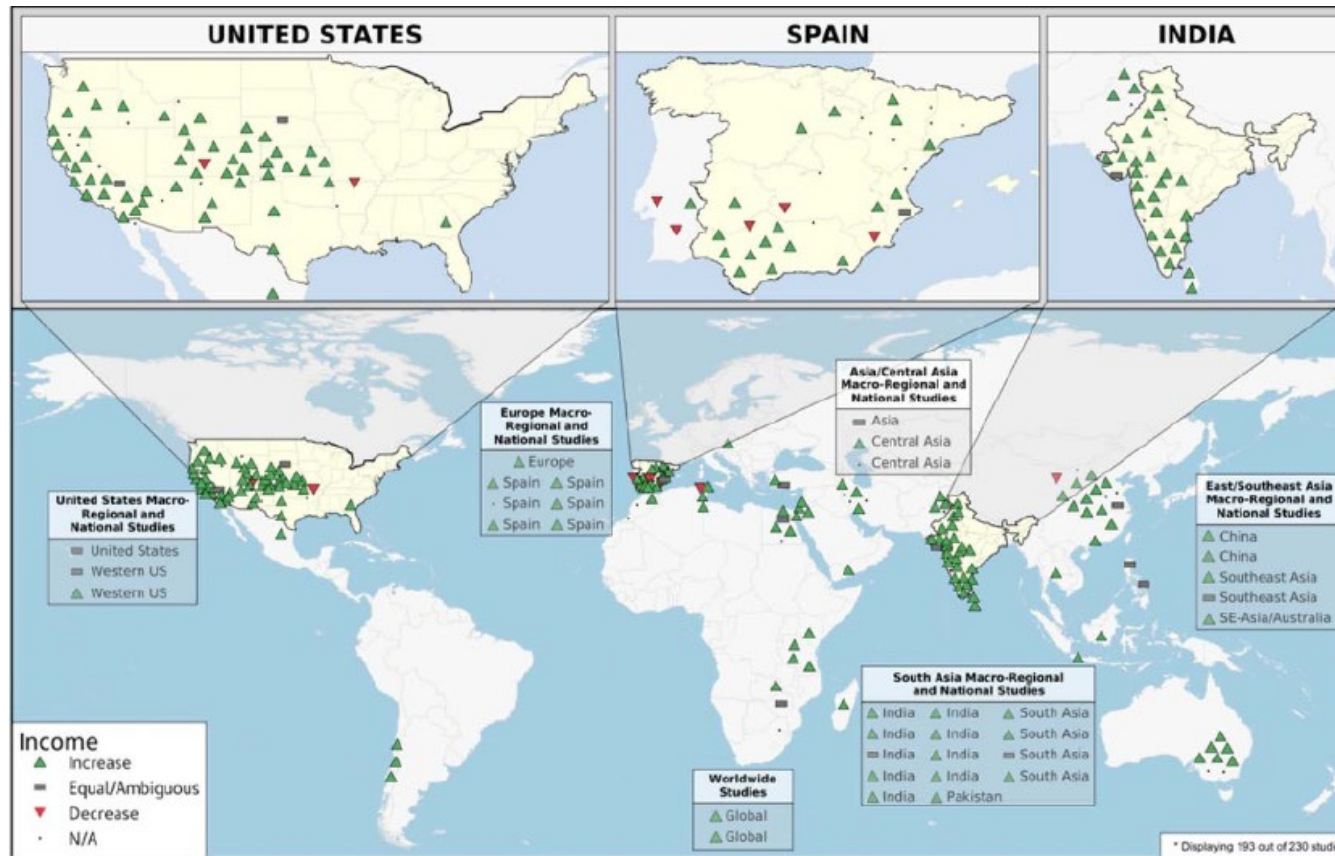 UNITED STATES
SPAIN
INDIA
Asia/Central Asia
Macro-Regional and
National Studies
Asia
Central Asia
Central Asia
Europe Macro-
Regional and
National Studies
Europe
Spain Spain
Spain Spain
Spain Spain
United States Macro-
Regional and
National Studies
United States
Western US
Western US
East/Southeast Asia
Macro-Regional and
National Studies
China
China
Southeast Asia
Southeast Asia
SE-Asia/Australia
South Asia Macro-Regional
and National Studies
India India South Asia
India India South Asia
India India South Asia
India India South Asia
India Pakistan
Worldwide
Studies
Global
Global
Income
Increase
Equal/Ambiguous
Decrease
N/A
* Displaying 193 out of 230 studi